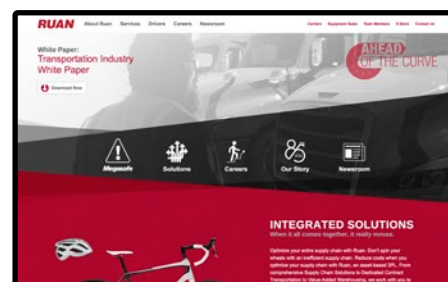 RUAN About Ruan Services Drivers Careers Newsroom
Carriers Equipment Sales Team Members E-Store Contact Us
White Paper:
Transportation Industry
White Paper
Download Now
AHEAD
OF THE CURVE
Megasafe Solutions Careers Our Story Newsroom
INTEGRATED SOLUTIONS
When it all comes together, it really moves.
Optimize your entire supply chain with Ruan. Don't spin your
wheels with an inefficient supply chain. Reduce costs when you
optimize your supply chain with Ruan, an asset based 3PL. From
comprehensive Supply Chain Solutions to Dedicated Contract
Transportation to Value-Added Warehousing, we work with you to